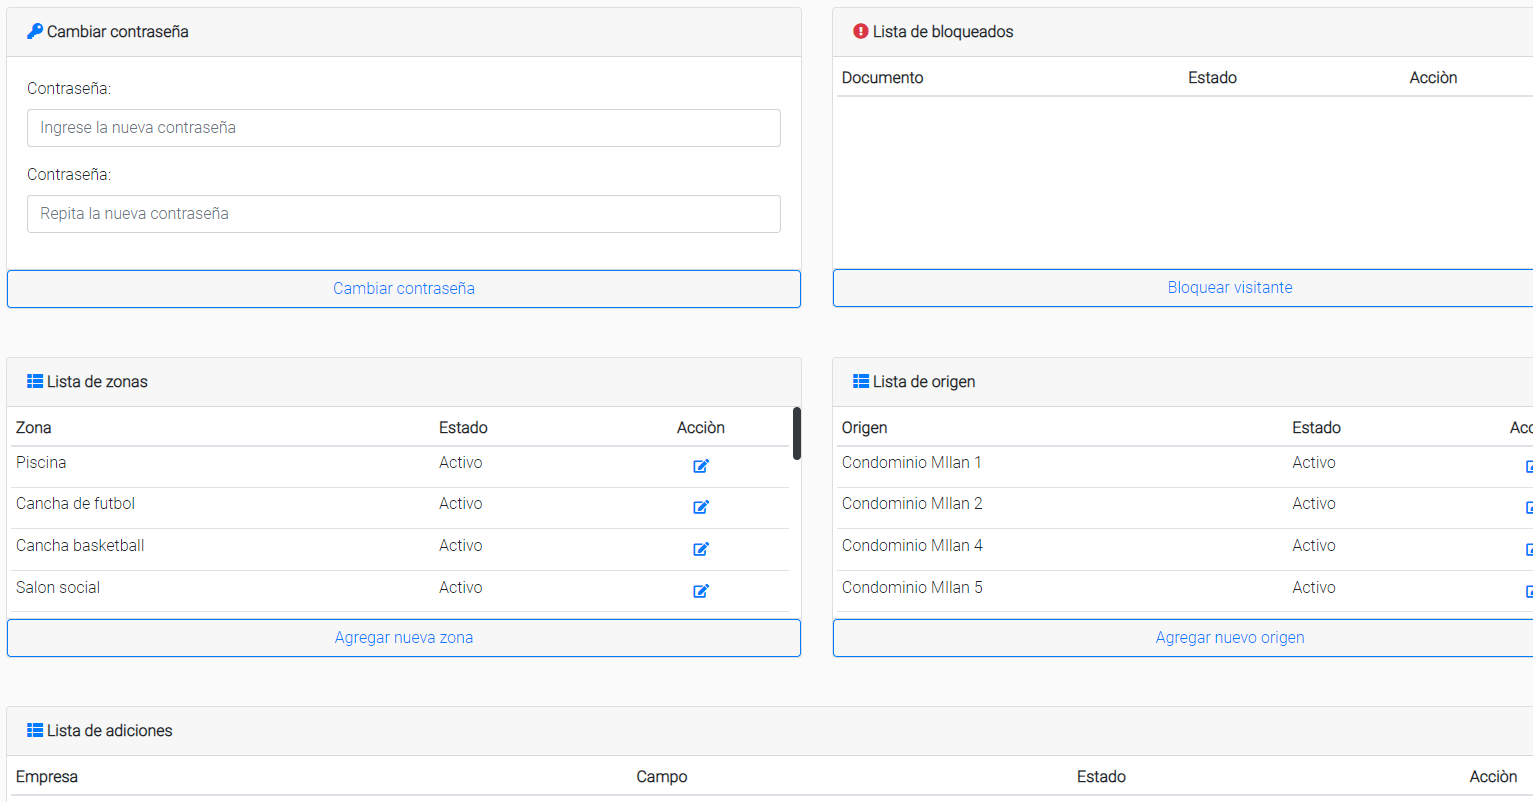 Cambiar contraseña
Contraseña:
Ingrese la nueva contraseña
Contraseña:
Repita la nueva contraseña
Cambiar contraseña
Lista de bloqueados
Documento Estado Acciòn
Bloquear visitante
Lista de zonas
Zona Estado Acciòn
Piscina Activo
Cancha de futbol Activo
Cancha basketball Activo
Salon social Activo
Agregar nueva zona
Lista de origen
Origen Estado
Condominio MIlan 1 Activo
Condominio MIlan 2 Activo
Condominio MIlan 4 Activo
Condominio MIlan 5 Activo
Agregar nuevo origen
Lista de adiciones
Empresa Campo Estado Acciòn